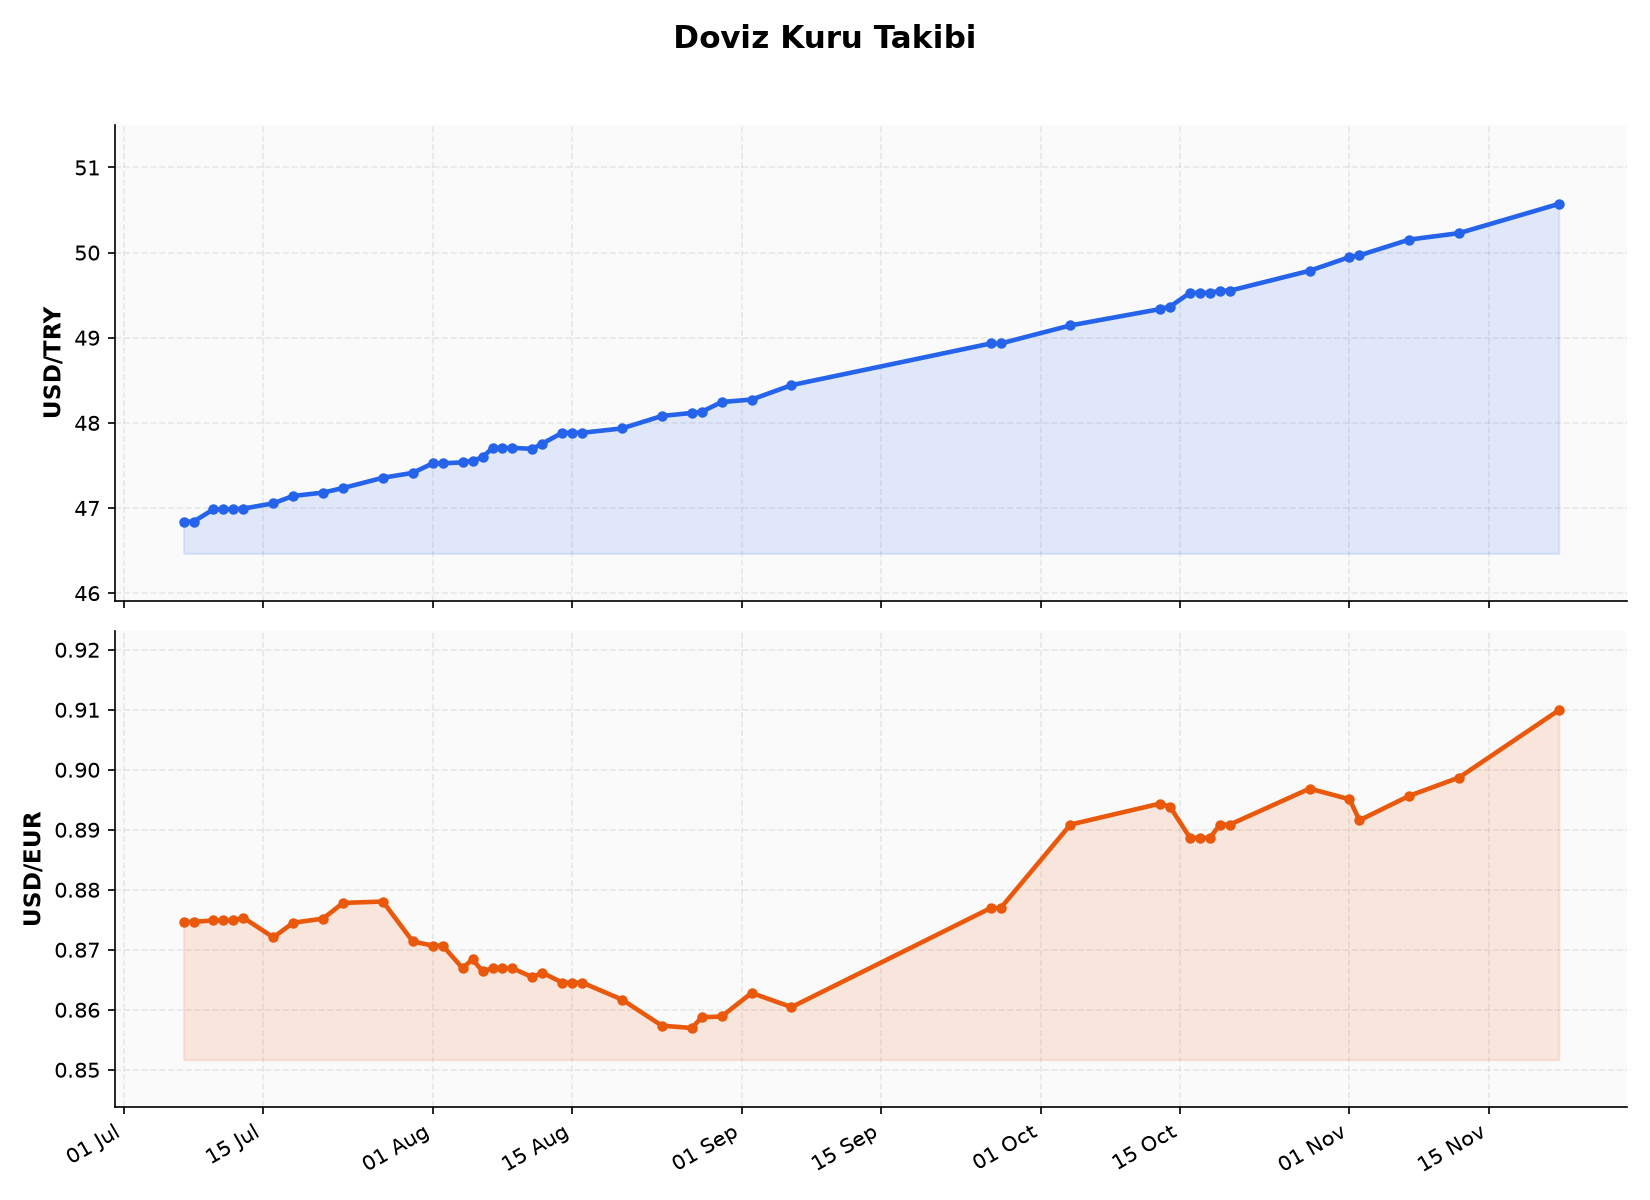 Doviz Kuru Takibi
USD/TRY
51
50
49
48
47
46
USD/EUR
0.92
0.91
0.90
0.89
0.88
0.87
0.86
0.85
01 Jul
15 Jul
01 Aug
15 Aug
01 Sep
15 Sep
01 Oct
15 Oct
01 Nov
15 Nov